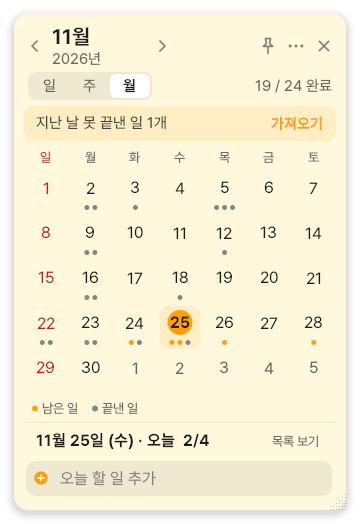 11월
2026년
일 주 월 19 / 24 완료
지난 날 못 끝낸 일 1개 가져오기
일 월 화 수 목 금 토
1 2 3 4 5 6 7
8 9 10 11 12 13 14
15 16 17 18 19 20 21
22 23 24 25 26 27 28
29 30 1 2 3 4 5
남은 일 끝낸 일
11월 25일 (수) · 오늘 2/4 목록 보기
오늘 할 일 추가